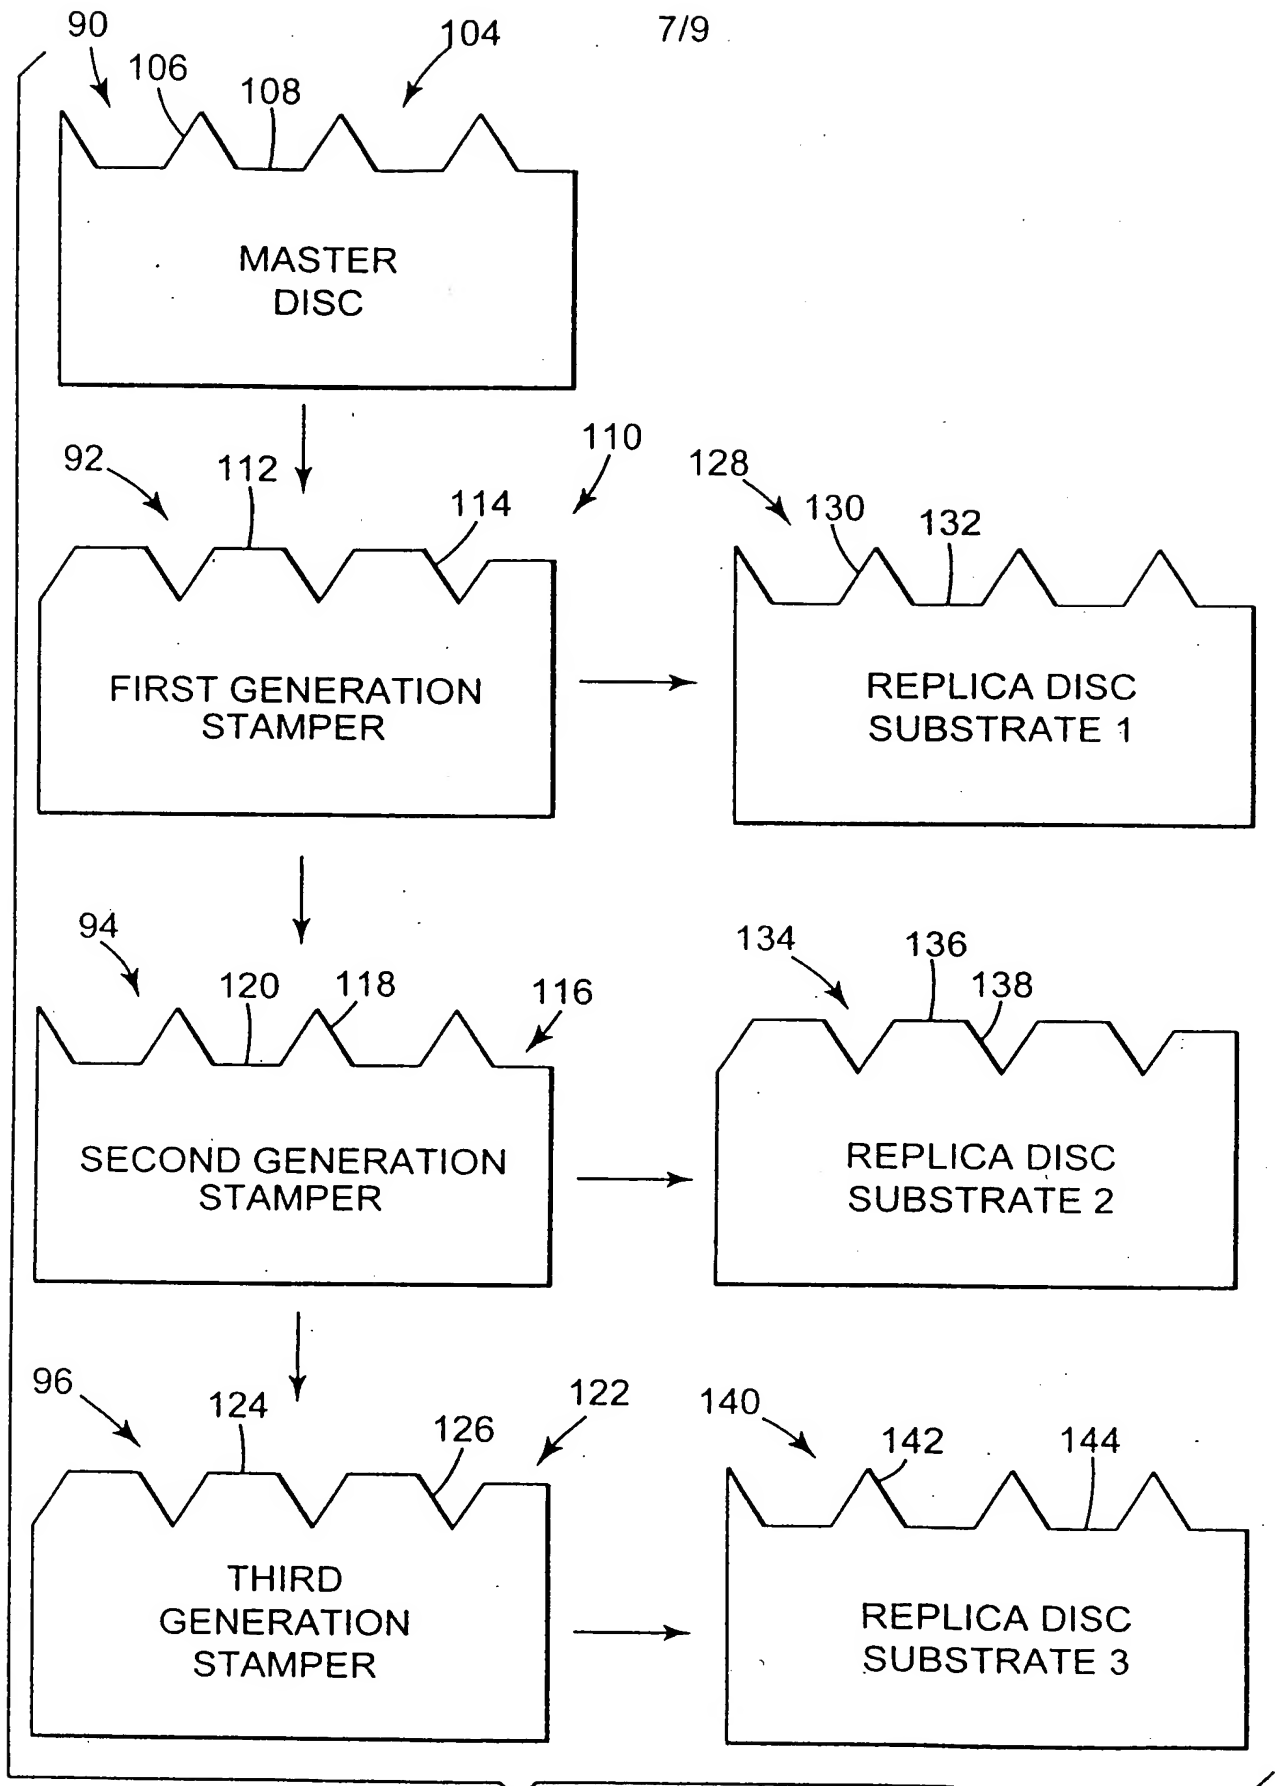 7/9
90
104
106
108
MASTER
DISC
92
112
114
110
FIRST GENERATION
STAMPER
128
130
132
REPLICA DISC
SUBSTRATE 1
94
120
118
116
SECOND GENERATION
STAMPER
134
136
138
REPLICA DISC
SUBSTRATE 2
96
124
126
122
THIRD
GENERATION
STAMPER
140
142
144
REPLICA DISC
SUBSTRATE 3